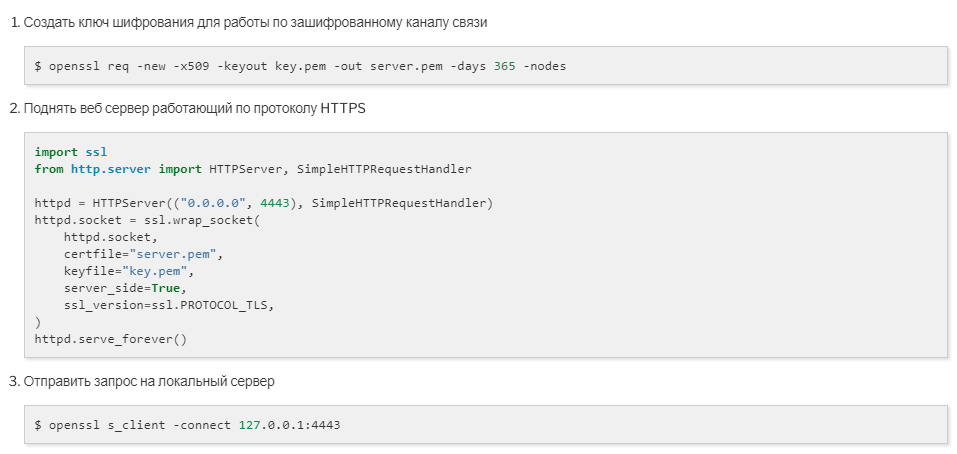 1. Создать ключ шифрования для работы по зашифрованному каналу связи
$ openssl req -new -x509 -keyout key.pem -out server.pem -days 365 -nodes
2. Поднять веб сервер работающий по протоколу HTTPS
import ssl
from http.server import HTTPServer, SimpleHTTPRequestHandler
httpd = HTTPServer(("0.0.0.0", 4443), SimpleHTTPRequestHandler)
httpd.socket = ssl.wrap_socket(
    httpd.socket,
    certfile="server.pem",
    keyfile="key.pem",
    server_side=True,
    ssl_version=ssl.PROTOCOL_TLS,
)
httpd.serve_forever()
3. Отправить запрос на локальный сервер
$ openssl s_client -connect 127.0.0.1:4443